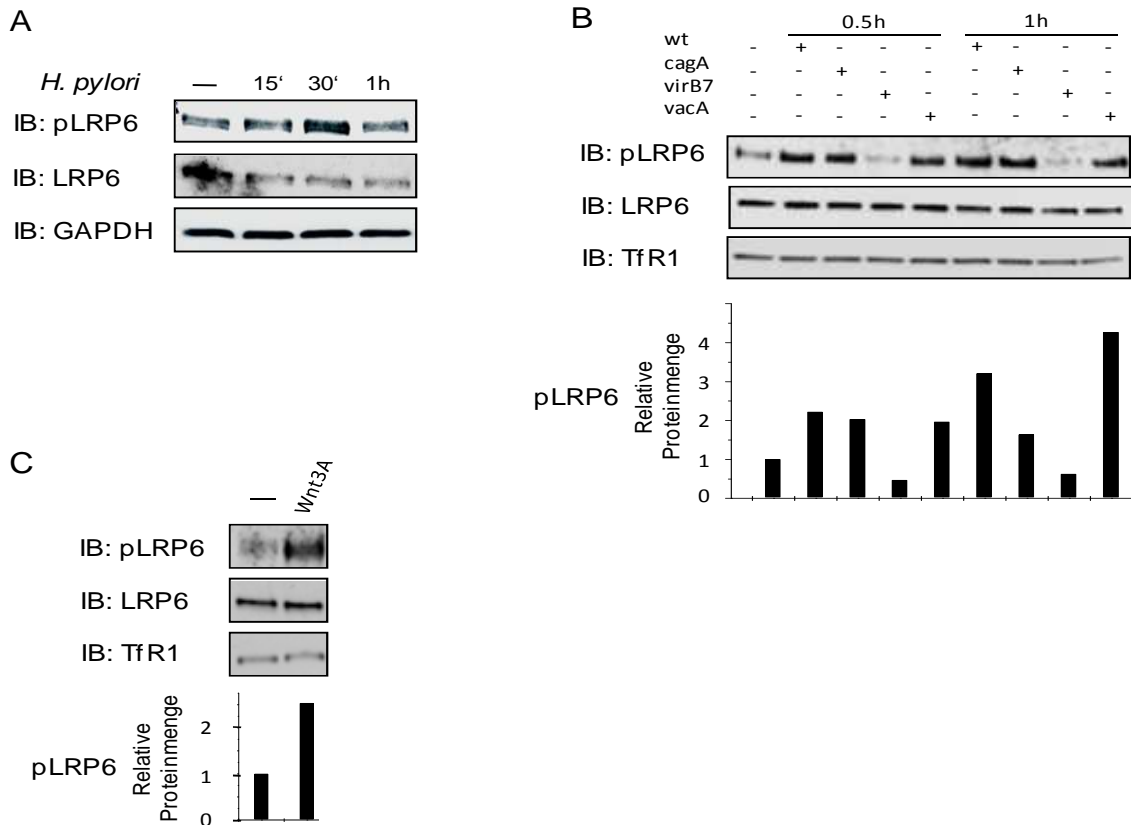 A
H. pylori — 15‘ 30‘ 1h
IB: pLRP6
IB: LRP6
IB: GAPDH
B
0.5h 1h
wt - + - - - + - - -
cagA - - + - - - + - -
virB7 - - - + - - - + -
vacA - - - - + - - - +
IB: pLRP6
IB: LRP6
IB: TfR1
pLRP6
Relative
Proteinmenge
4
3
2
1
0
C
— Wnt3A
IB: pLRP6
IB: LRP6
IB: TfR1
pLRP6
Relative
Proteinmenge
2
1
0